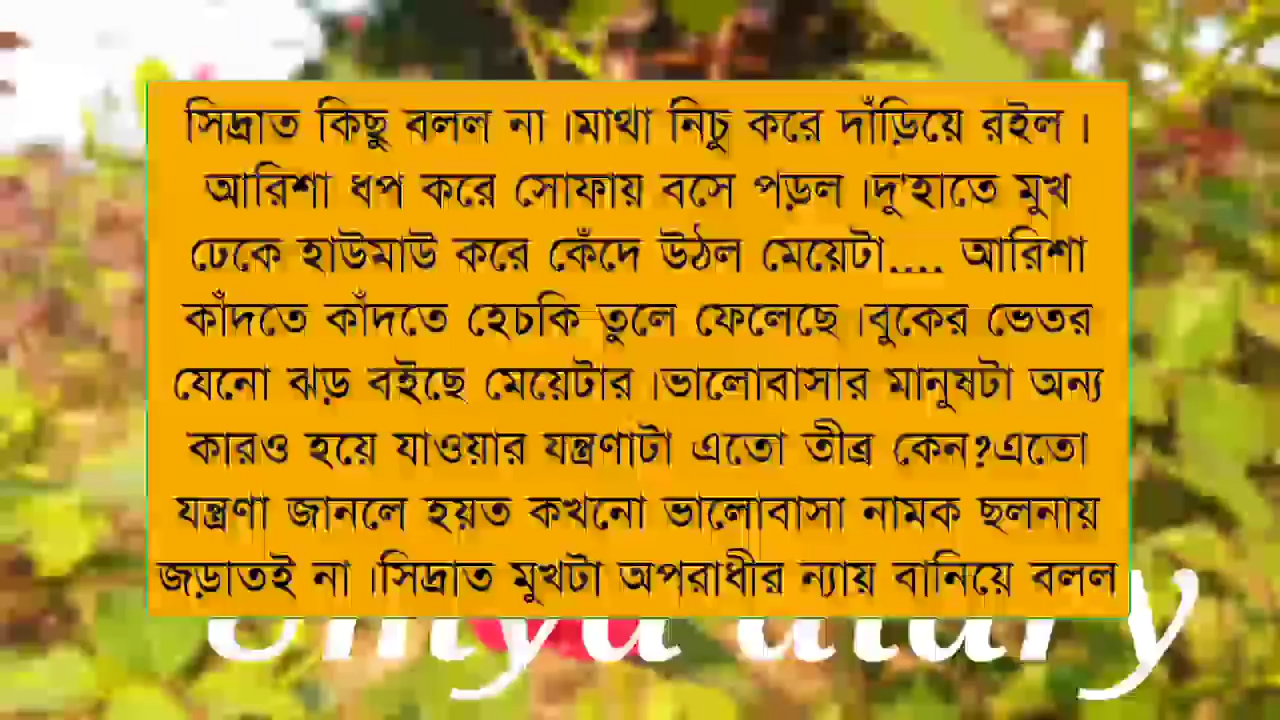 সিদ্রাত কিছু বলল না ।মাথা নিচু করে দাঁড়িয়ে রইল ।
আরিশা ধপ করে সোফায় বসে পড়ল ।দু'হাতে মুখ
ঢেকে হাউমাউ করে কেঁদে উঠল মেয়েটা.... আরিশা
কাঁদতে কাঁদতে হেচকি তুলে ফেলেছে ।বুকের ভেতর
যেনো ঝড় বইছে মেয়েটার ।ভালোবাসার মানুষটা অন্য
কারও হয়ে যাওয়ার যন্ত্রণাটা এতো তীব্র কেন?এতো
যন্ত্রণা জানলে হয়ত কখনো ভালোবাসা নামক ছলনায়
জড়াতই না ।সিদ্রাত মুখটা অপরাধীর ন্যায় বানিয়ে বলল